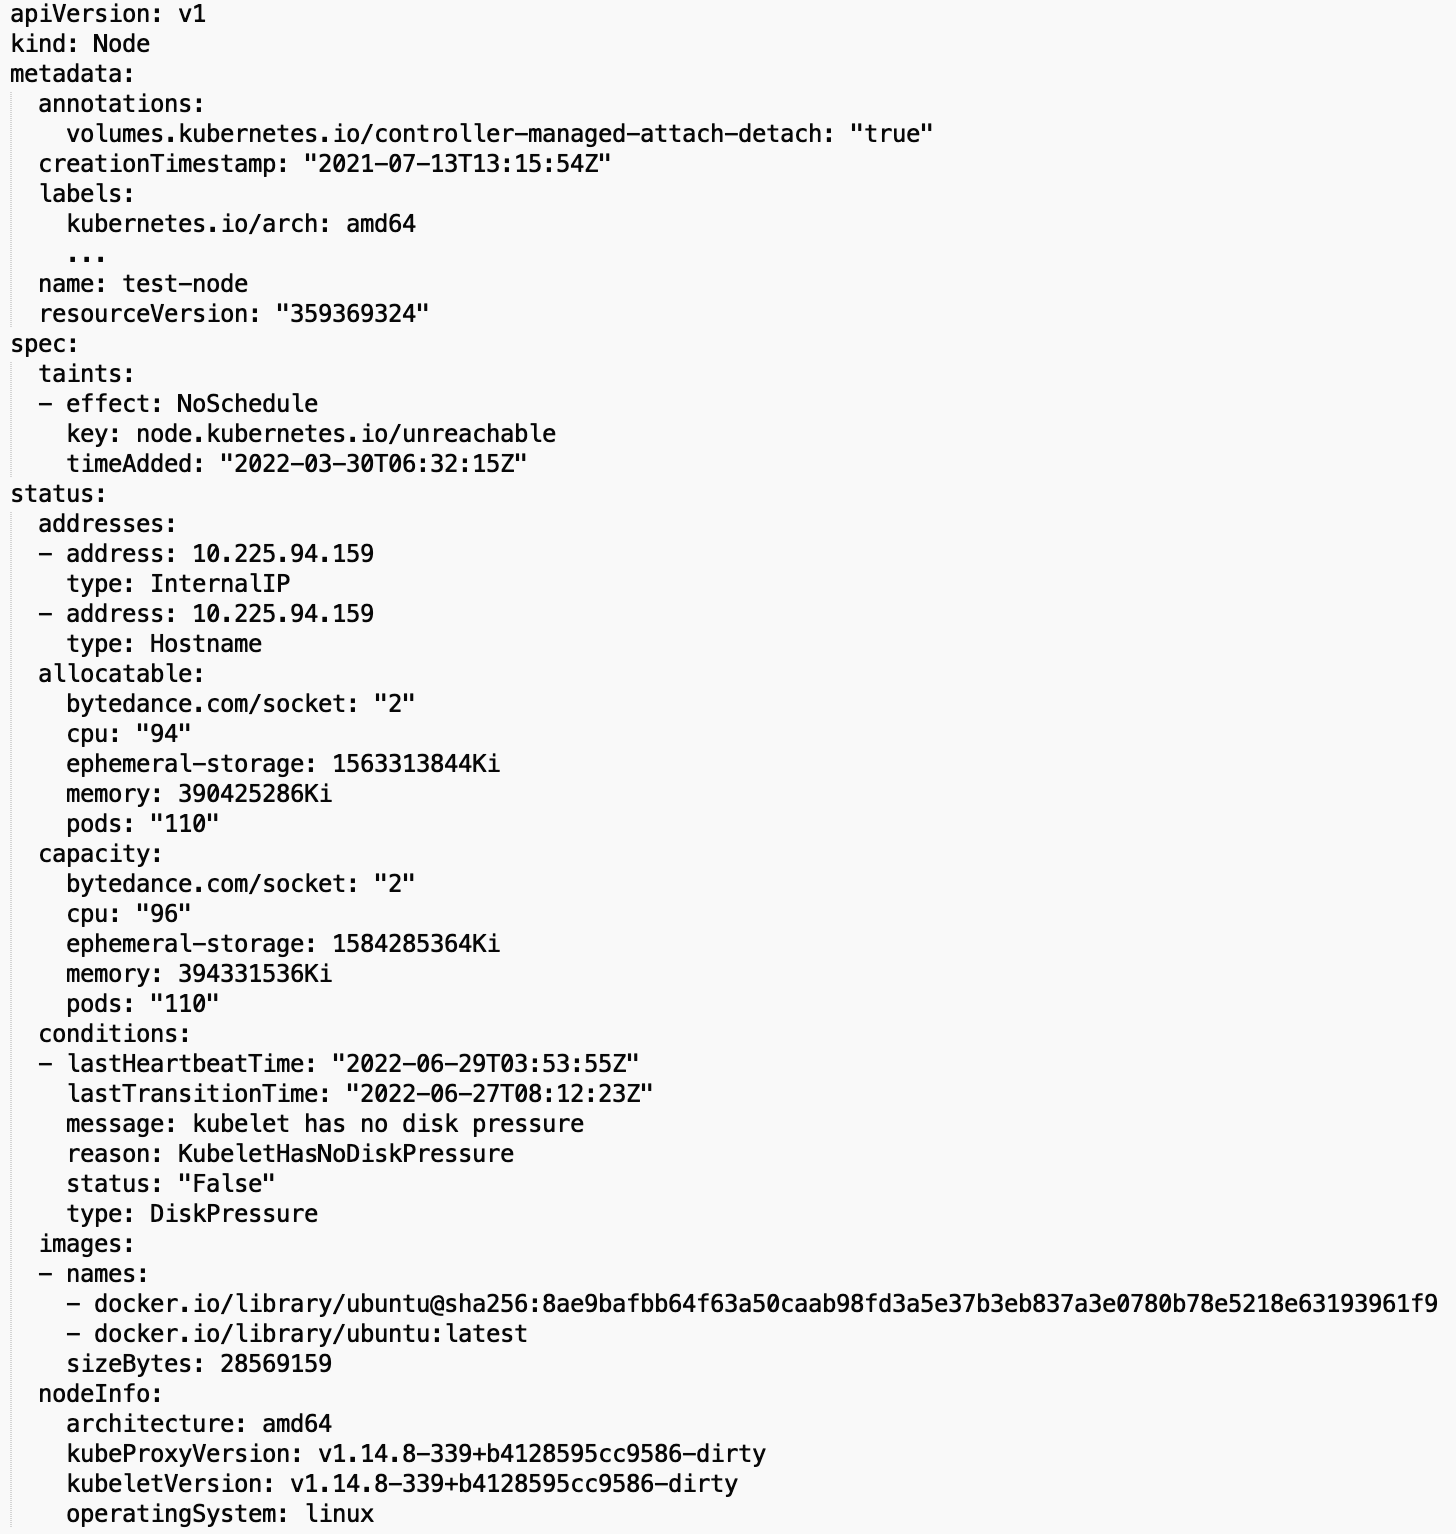 apiVersion: v1
kind: Node
metadata:
  annotations:
    volumes.kubernetes.io/controller-managed-attach-detach: "true"
  creationTimestamp: "2021-07-13T13:15:54Z"
  labels:
    kubernetes.io/arch: amd64
    ...
  name: test-node
  resourceVersion: "359369324"
spec:
  taints:
  - effect: NoSchedule
    key: node.kubernetes.io/unreachable
    timeAdded: "2022-03-30T06:32:15Z"
status:
  addresses:
  - address: 10.225.94.159
    type: InternalIP
  - address: 10.225.94.159
    type: Hostname
  allocatable:
    bytedance.com/socket: "2"
    cpu: "94"
    ephemeral-storage: 1563313844Ki
    memory: 390425286Ki
    pods: "110"
  capacity:
    bytedance.com/socket: "2"
    cpu: "96"
    ephemeral-storage: 1584285364Ki
    memory: 394331536Ki
    pods: "110"
  conditions:
  - lastHeartbeatTime: "2022-06-29T03:53:55Z"
    lastTransitionTime: "2022-06-27T08:12:23Z"
    message: kubelet has no disk pressure
    reason: KubeletHasNoDiskPressure
    status: "False"
    type: DiskPressure
  images:
  - names:
    - docker.io/library/ubuntu@sha256:8ae9bafbb64f63a50caab98fd3a5e37b3eb837a3e0780b78e5218e63193961f9
    - docker.io/library/ubuntu:latest
    sizeBytes: 28569159
  nodeInfo:
    architecture: amd64
    kubeProxyVersion: v1.14.8-339+b4128595cc9586-dirty
    kubeletVersion: v1.14.8-339+b4128595cc9586-dirty
    operatingSystem: linux